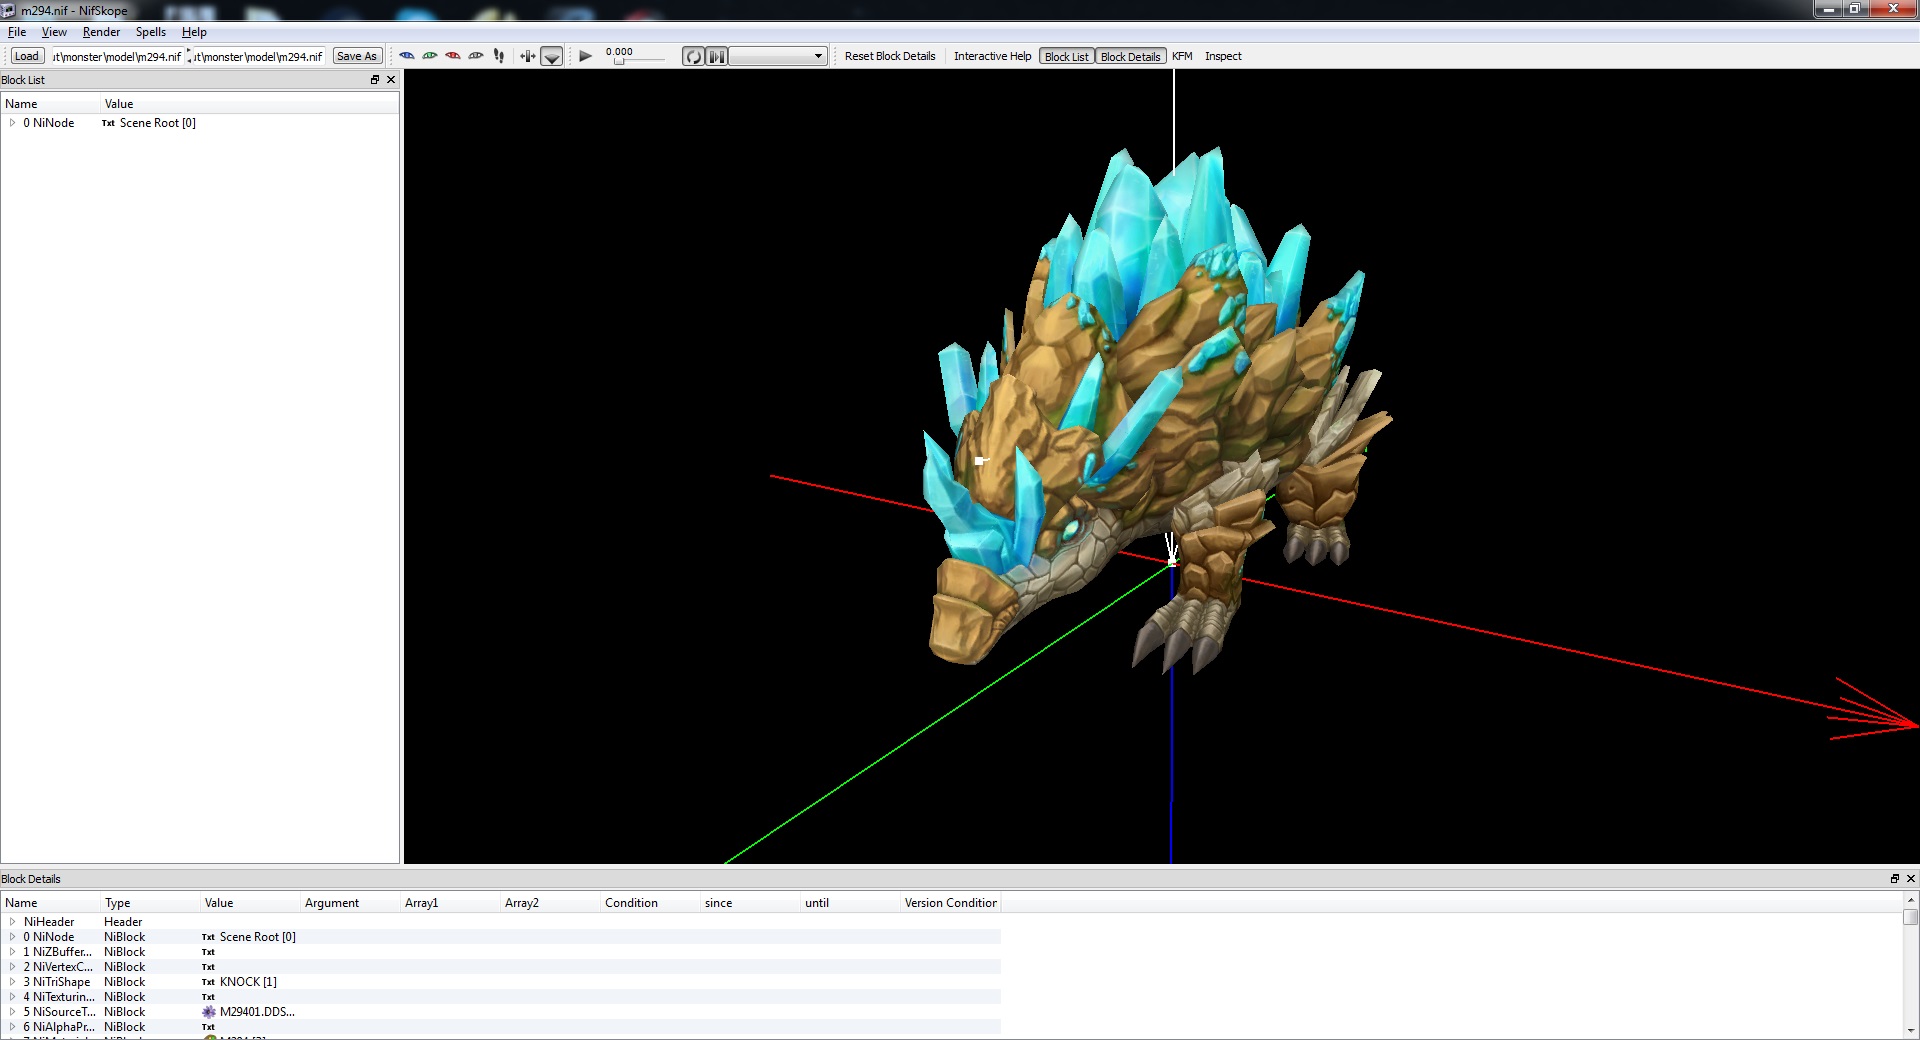 m294.nif - NifSkope
File View Render Spells Help
Load ut\monster\model\m294.nif ut\monster\model\m294.nif Save As 0.000 Reset Block Details Interactive Help Block List Block Details KFM Inspect
Block List
Name Value
0 NiNode Txt Scene Root [0]
Block Details
Name Type Value Argument Array1 Array2 Condition since until Version Condition
NiHeader Header
0 NiNode NiBlock Txt Scene Root [0]
1 NiZBuffer... NiBlock Txt
2 NiVertexC... NiBlock Txt
3 NiTriShape NiBlock Txt KNOCK [1]
4 NiTexturin... NiBlock Txt
5 NiSourceT... NiBlock M29401.DDS...
6 NiAlphaPr... NiBlock Txt